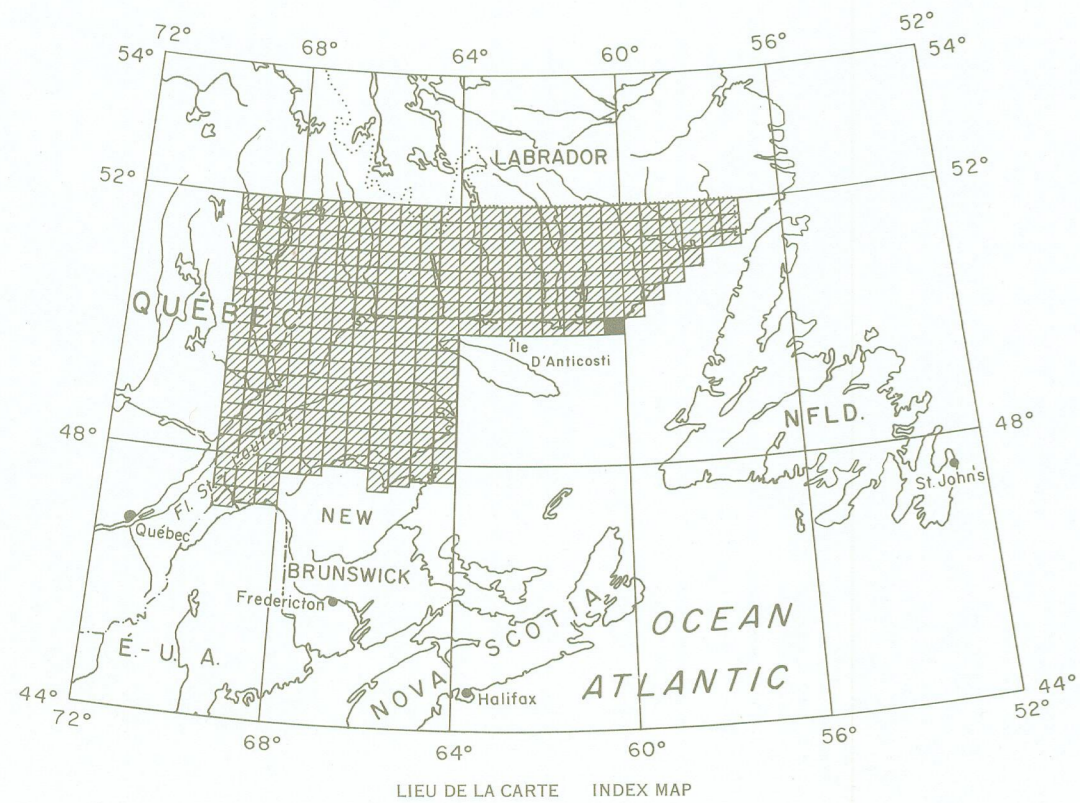 72° 68° 64° 60° 56° 52°
54° 54°
LABRADOR
52° 52°
QUÉBEC
Île
D'Anticosti
NFLD.
48° 48°
Fl. St. Laurent
St. John's
Québec
NEW
BRUNSWICK
Fredericton
NOVA SCOTIA
OCEAN
ATLANTIC
É.-U. A.
Halifax
44° 44°
72° 68° 64° 60° 56° 52°
LIEU DE LA CARTE INDEX MAP